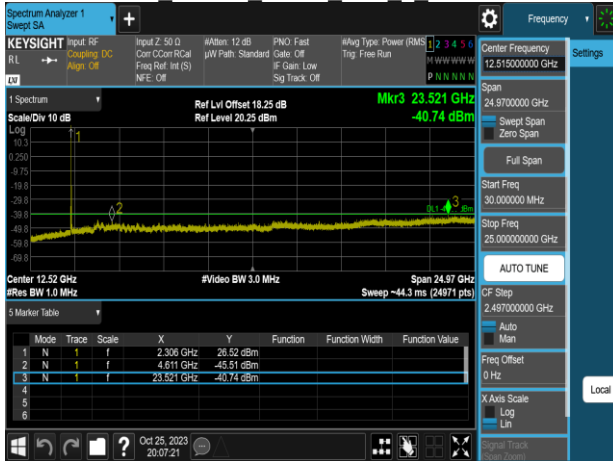 Spectrum Analyzer 1
Swept SA
Frequency
KEYSIGHT
RL
LXI
Input: RF
Coupling: DC
Align: Off
Input Z: 50 Ω
Corr CCorr RCal
Freq Ref: Int (S)
NFE: Off
#Atten: 12 dB
µW Path: Standard
PNO: Fast
Gate: Off
IF Gain: Low
Sig Track: Off
#Avg Type: Power (RMS
Trig: Free Run
1 2 3 4 5 6
M W W W W W
P N N N N N
1 Spectrum
Scale/Div 10 dB
Ref Lvl Offset 18.25 dB
Ref Level 20.25 dBm
Mkr3 23.521 GHz
-40.74 dBm
Log
10.3
0.250
-9.75
-19.8
-29.8
-39.8
-49.8
-59.8
-69.8
1
2
3
Center 12.52 GHz
#Res BW 1.0 MHz
#Video BW 3.0 MHz
Span 24.97 GHz
Sweep ~44.3 ms (24971 pts)
5 Marker Table
Mode Trace Scale X Y Function Function Width Function Value
1 N 1 f 2.306 GHz 26.52 dBm
2 N 1 f 4.611 GHz -45.51 dBm
3 N 1 f 23.521 GHz -40.74 dBm
4
5
6
Center Frequency
12.515000000 GHz
Span
24.9700000 GHz
Swept Span
Zero Span
Full Span
Start Freq
30.000000 MHz
Stop Freq
25.000000000 GHz
AUTO TUNE
CF Step
2.497000000 GHz
Auto
Man
Freq Offset
0 Hz
X Axis Scale
Log
Lin
Signal Track
(Span Zoom)
Settings
Local
Oct 25, 2023
20:07:21